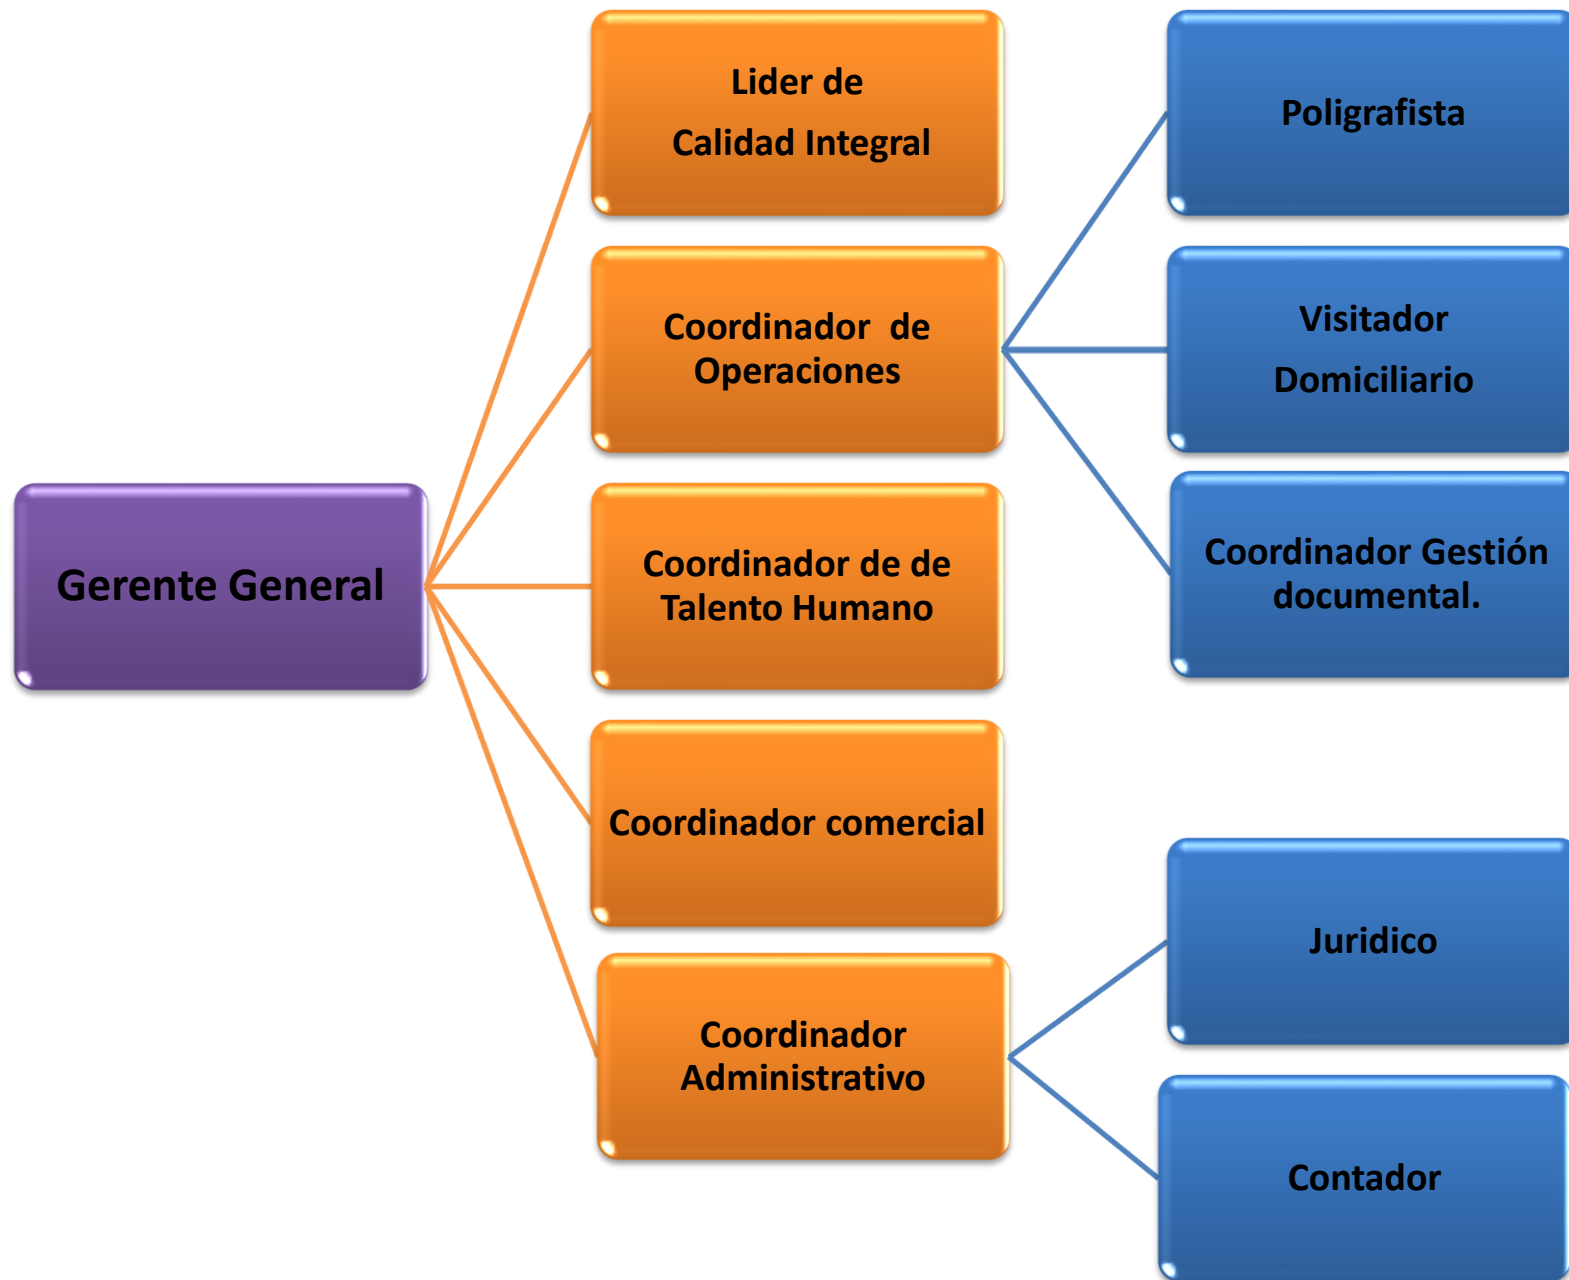 Gerente General
Lider de
Calidad Integral
Coordinador  de
Operaciones
Coordinador de de
Talento Humano
Coordinador comercial
Coordinador
Administrativo
Poligrafista
Visitador
Domiciliario
Coordinador Gestión
documental.
Juridico
Contador